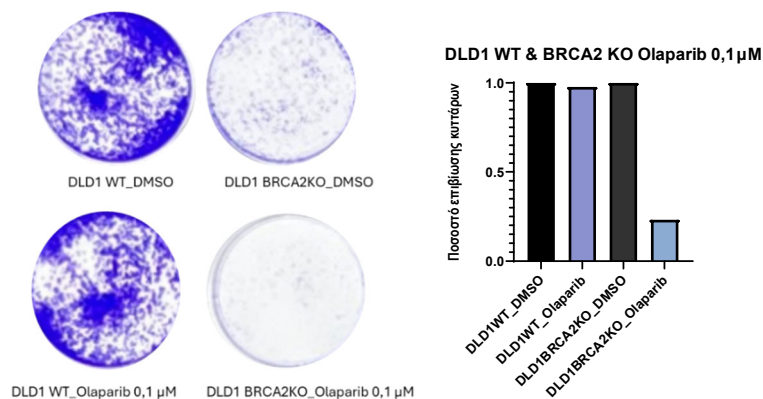 DLD1 WT_DMSO
DLD1 BRCA2KO_DMSO
DLD1 WT_Olaparib 0,1 μM
DLD1 BRCA2KO_Olaparib 0,1 μM
DLD1 WT & BRCA2 KO Olaparib 0,1μM
Ποσοστό επιβίωσης κυττάρων
1.0
0.5
0.0
DLD1WT_DMSO
DLD1WT_Olaparib
DLD1BRCA2KO_DMSO
DLD1BRCA2KO_Olaparib